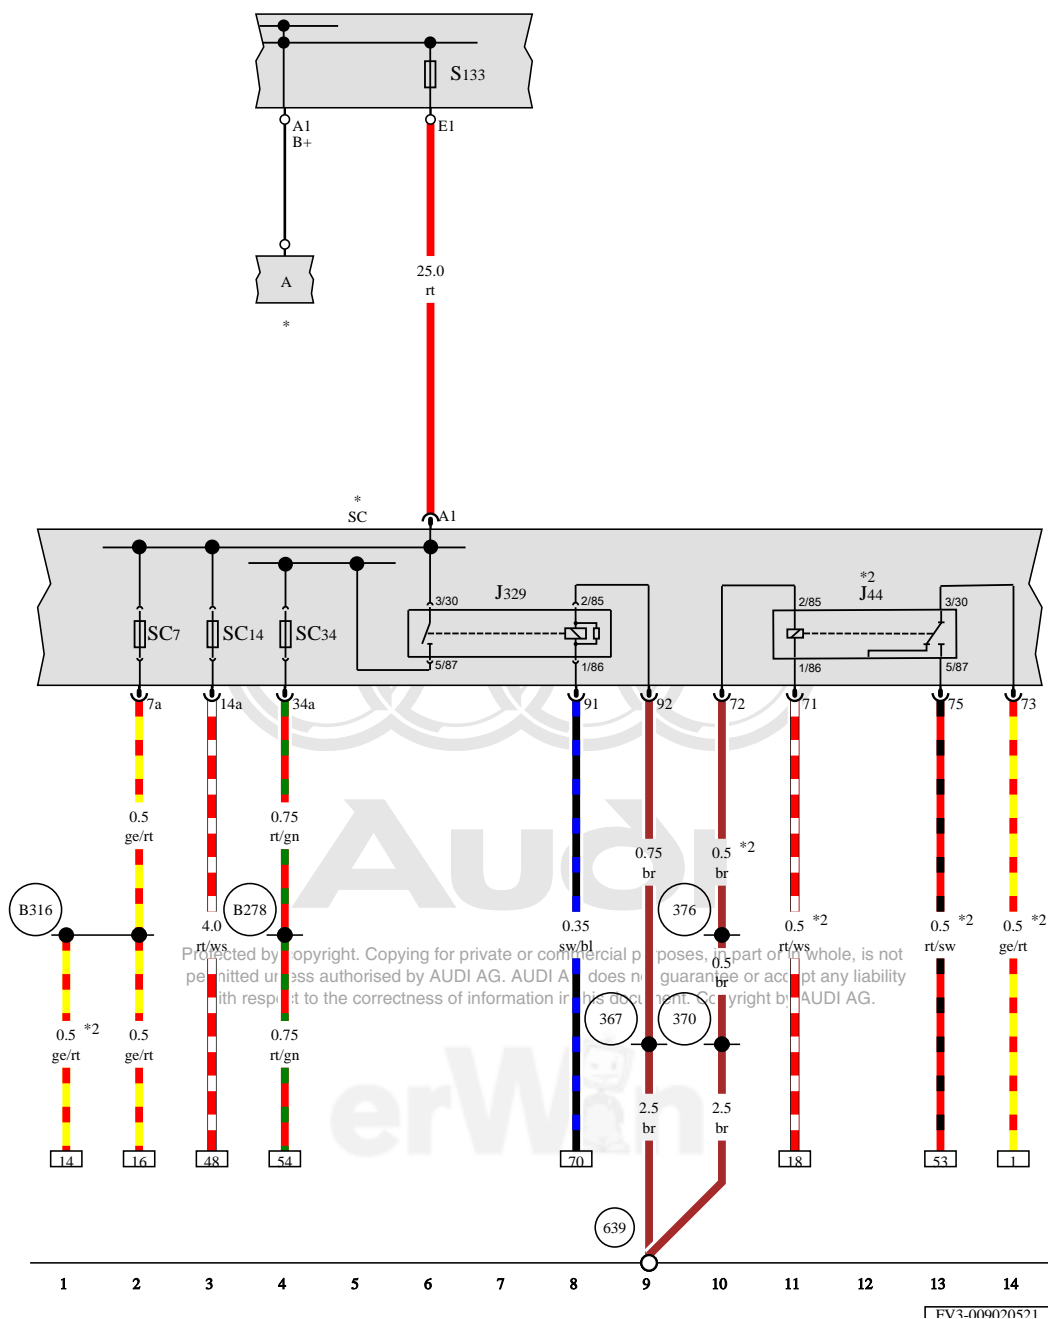 S133
A1
B+
E1
A
*
25.0
rt
*
SC
A1
*2
J44
J329
3/30
2/85
2/85
3/30
SC7
SC14
SC34
5/87
1/86
1/86
5/87
7a
14a
34a
91
92
72
71
75
73
Audi
0.5
ge/rt
0.75
rt/gn
0.75
br
0.5 *2
br
B316
B278
376
4.0
rt/ws
0.35
sw/bl
0.5 *2
rt/ws
0.5 *2
rt/sw
0.5 *2
ge/rt
Protected by copyright. Copying for private or commercial purposes, in part or in whole, is not
permitted unless authorised by AUDI AG. AUDI AG does not guarantee or accept any liability
with respect to the correctness of information in this document. Copyright by AUDI AG.
0.5
br
367
370
0.5 *2
ge/rt
0.5
ge/rt
0.75
rt/gn
erWin
2.5
br
2.5
br
14
16
48
54
70
18
53
1
639
1 2 3 4 5 6 7 8 9 10 11 12 13 14
FV3-009020521